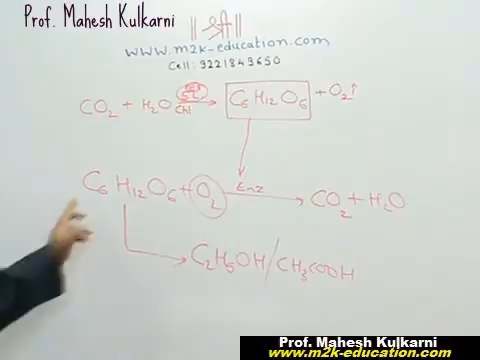 Prof. Mahesh Kulkarni
|| श्री ||
www.m2k-education.com
Cell: 9221849650
CO₂ + H₂O Chl C₆H₁₂O₆ + O₂↑
C₆H₁₂O₆ + O₂ Enz CO₂ + H₂O
C₂H₅OH/CH₃COOH
Prof. Mahesh Kulkarni
www.m2k-education.com